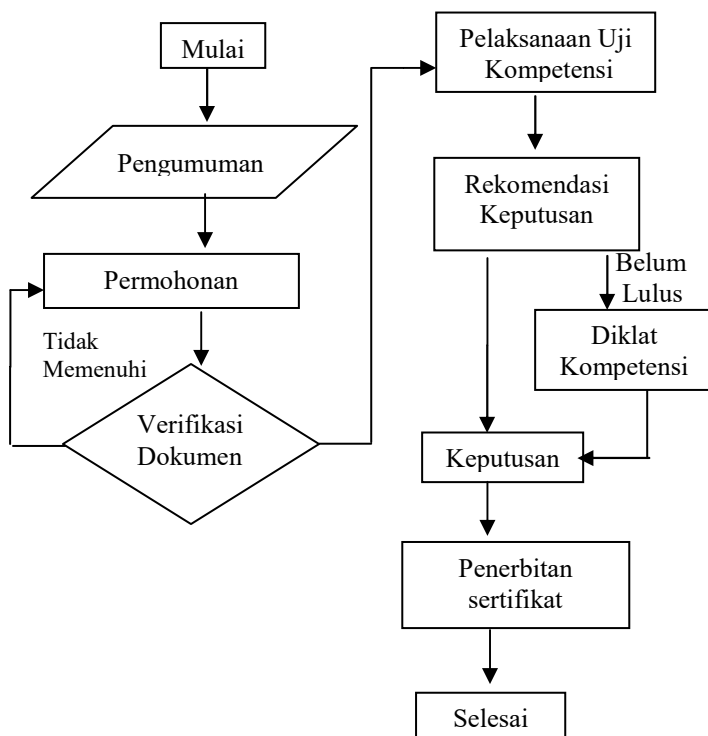 Mulai
Pengumuman
Permohonan
Tidak
Memenuhi
Verifikasi
Dokumen
Pelaksanaan Uji
Kompetensi
Rekomendasi
Keputusan
Belum
Lulus
Diklat
Kompetensi
Keputusan
Penerbitan
sertifikat
Selesai